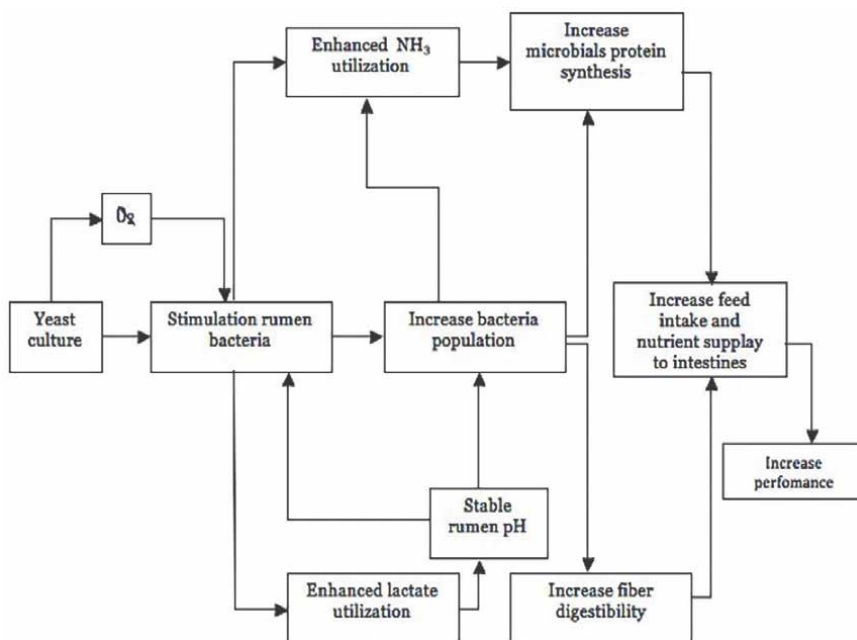 Enhanced NH₃
utilization
Increase
microbials protein
synthesis
O₂
Yeast
culture
Stimulation rumen
bacteria
Increase bacteria
population
Increase feed
intake and
nutrient supplay
to intestines
Increase
perfomance
Stable
rumen pH
Enhanced lactate
utilization
Increase fiber
digestibility